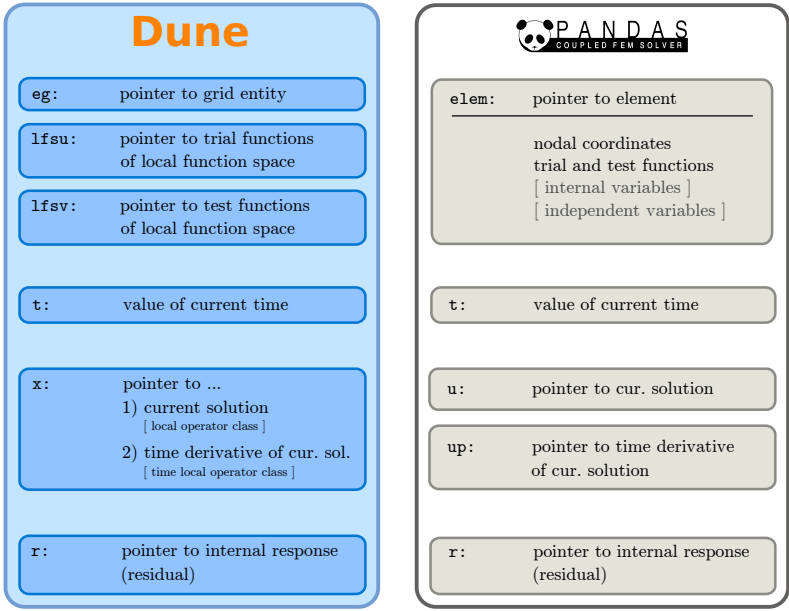 Dune
eg: pointer to grid entity
lfsu: pointer to trial functions
of local function space
lfsv: pointer to test functions
of local function space
t: value of current time
x: pointer to ...
1) current solution
[ local operator class ]
2) time derivative of cur. sol.
[ time local operator class ]
r: pointer to internal response
(residual)
PANDAS
COUPLED FEM SOLVER
elem: pointer to element
nodal coordinates
trial and test functions
[ internal variables ]
[ independent variables ]
t: value of current time
u: pointer to cur. solution
up: pointer to time derivative
of cur. solution
r: pointer to internal response
(residual)